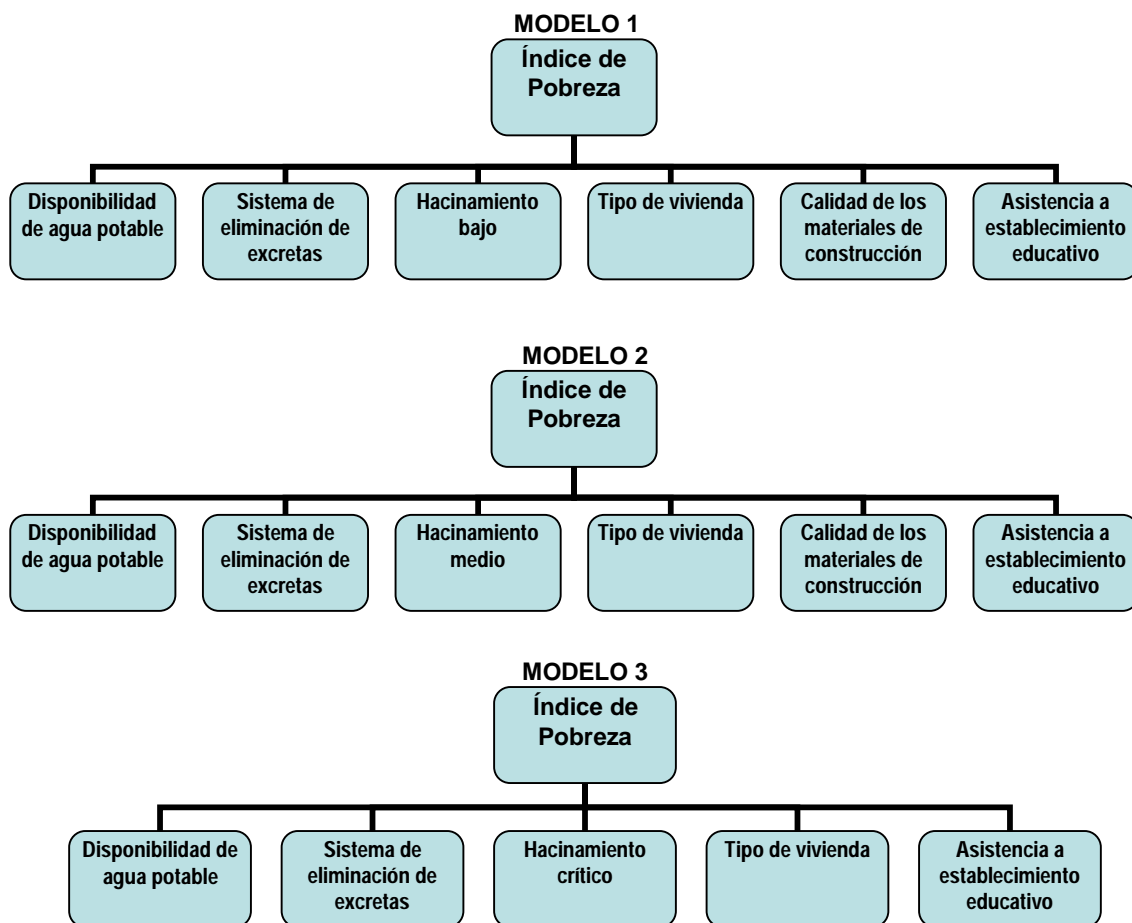 MODELO 1
Índice de
Pobreza
Disponibilidad
de agua potable
Sistema de
eliminación de
excretas
Hacinamiento
bajo
Tipo de vivienda
Calidad de los
materiales de
construcción
Asistencia a
establecimiento
educativo
MODELO 2
Índice de
Pobreza
Disponibilidad
de agua potable
Sistema de
eliminación de
excretas
Hacinamiento
medio
Tipo de vivienda
Calidad de los
materiales de
construcción
Asistencia a
establecimiento
educativo
MODELO 3
Índice de
Pobreza
Disponibilidad de
agua potable
Sistema de
eliminación de
excretas
Hacinamiento
crítico
Tipo de vivienda
Asistencia a
establecimiento
educativo